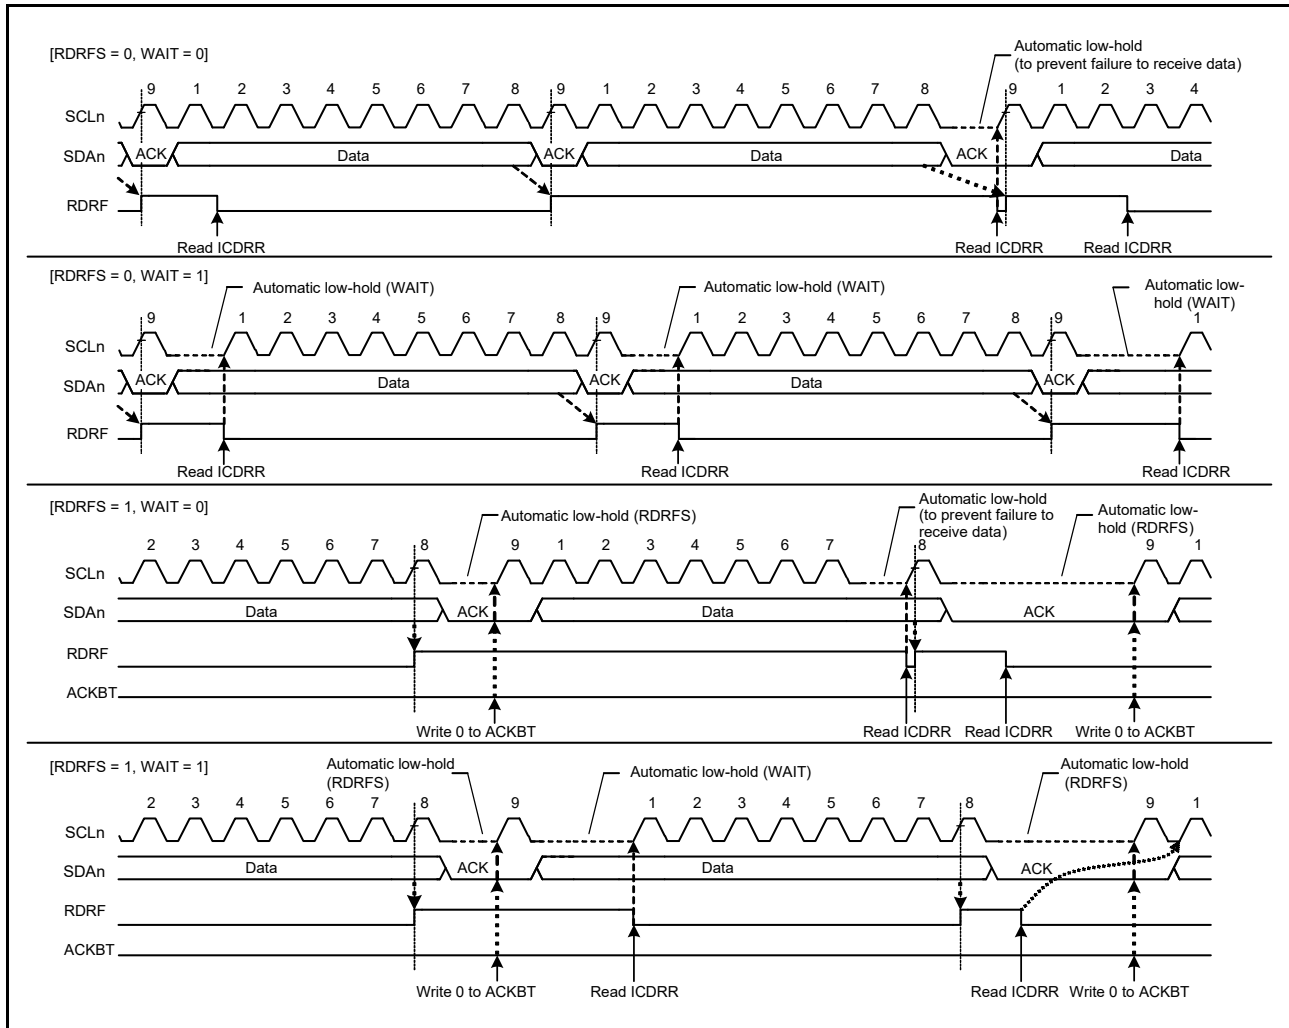 [RDRFS = 0, WAIT = 0]
Automatic low-hold
(to prevent failure to receive data)
9 1 2 3 4 5 6 7 8 9 1 2 3 4 5 6 7 8 9 1 2 3 4
SCLn
SDAn ACK Data ACK Data ACK Data
RDRF
Read ICDRR Read ICDRR Read ICDRR
[RDRFS = 0, WAIT = 1]
Automatic low-hold (WAIT) Automatic low-hold (WAIT) Automatic low-
hold (WAIT)
9 1 2 3 4 5 6 7 8 9 1 2 3 4 5 6 7 8 9 1
SCLn
SDAn ACK Data ACK Data ACK
RDRF
Read ICDRR Read ICDRR Read ICDRR
[RDRFS = 1, WAIT = 0]
Automatic low-hold (RDRFS)
Automatic low-hold
(to prevent failure to
receive data)
Automatic low-
hold (RDRFS)
2 3 4 5 6 7 8 9 1 2 3 4 5 6 7 8 9 1
SCLn
SDAn Data ACK Data ACK
RDRF
ACKBT
Write 0 to ACKBT Read ICDRR Read ICDRR Write 0 to ACKBT
[RDRFS = 1, WAIT = 1]
Automatic low-hold
(RDRFS)
Automatic low-hold (WAIT)
Automatic low-hold
(RDRFS)
2 3 4 5 6 7 8 9 1 2 3 4 5 6 7 8 9 1
SCLn
SDAn Data ACK Data ACK
RDRF
ACKBT
Write 0 to ACKBT Read ICDRR Read ICDRR Write 0 to ACKBT